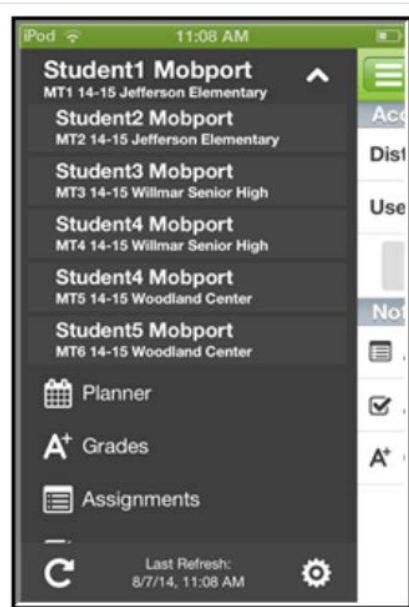 iPod 11:08 AM
Student1 Mobport
MT1 14-15 Jefferson Elementary
Student2 Mobport
MT2 14-15 Jefferson Elementary
Student3 Mobport
MT3 14-15 Willmar Senior High
Student4 Mobport
MT4 14-15 Willmar Senior High
Student4 Mobport
MT5 14-15 Woodland Center
Student5 Mobport
MT6 14-15 Woodland Center
Planner
A+ Grades
Assignments
Last Refresh:
8/7/14, 11:08 AM
Acc
Dist
Use
Not
A+